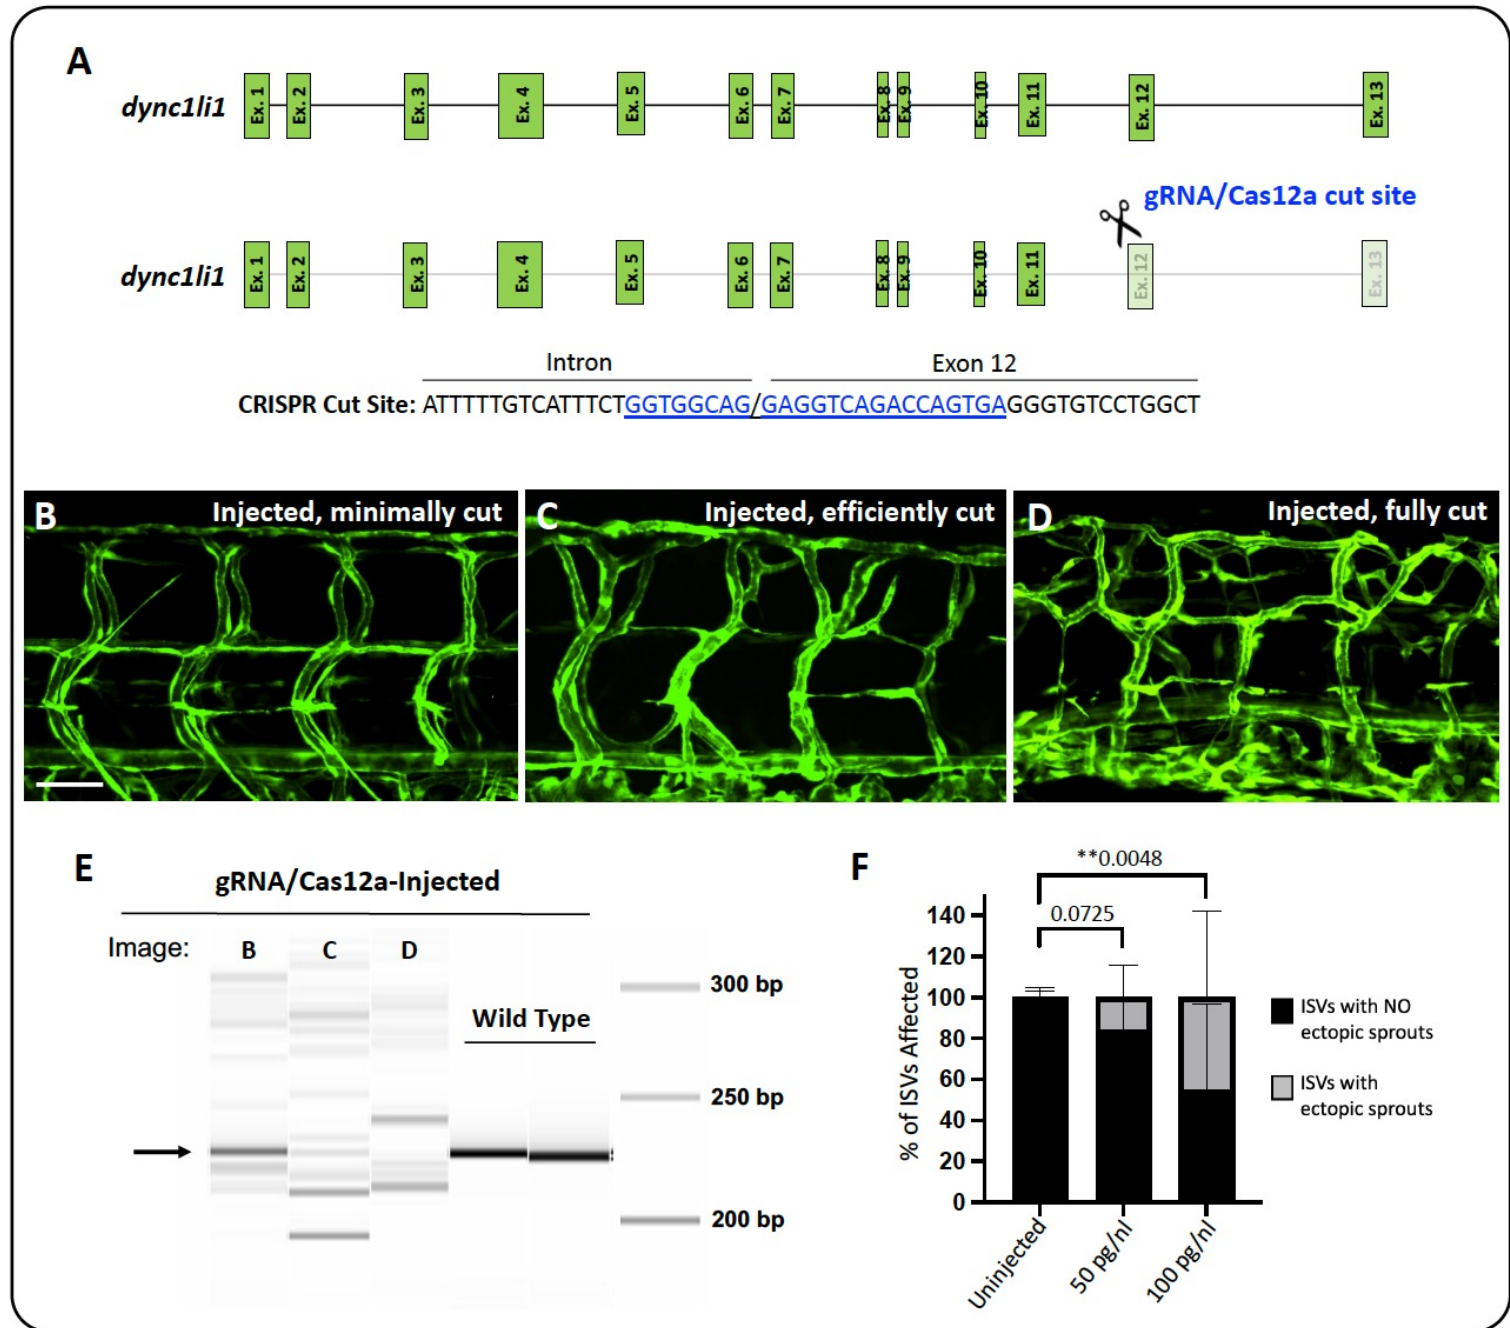 A
dync1li1
Ex. 1
Ex. 2
Ex. 3
Ex. 4
Ex. 5
Ex. 6
Ex. 7
Ex. 8
Ex. 9
Ex. 10
Ex. 11
Ex. 12
Ex. 13
gRNA/Cas12a cut site
dync1li1
Ex. 1
Ex. 2
Ex. 3
Ex. 4
Ex. 5
Ex. 6
Ex. 7
Ex. 8
Ex. 9
Ex. 10
Ex. 11
Ex. 12
Ex. 13
Intron
Exon 12
CRISPR Cut Site: ATTTTTGTCATTTCTGGTGGCAG/GAGGTCAGACCAGTGAGGGTGTCCTGGCT
B
Injected, minimally cut
C
Injected, efficiently cut
D
Injected, fully cut
E
gRNA/Cas12a-Injected
Image:
B
C
D
Wild Type
300 bp
250 bp
200 bp
F
**0.0048
0.0725
% of ISVs Affected
140
120
100
80
60
40
20
0
Uninjected
50 pg/nl
100 pg/nl
ISVs with NO
ectopic sprouts
ISVs with
ectopic sprouts